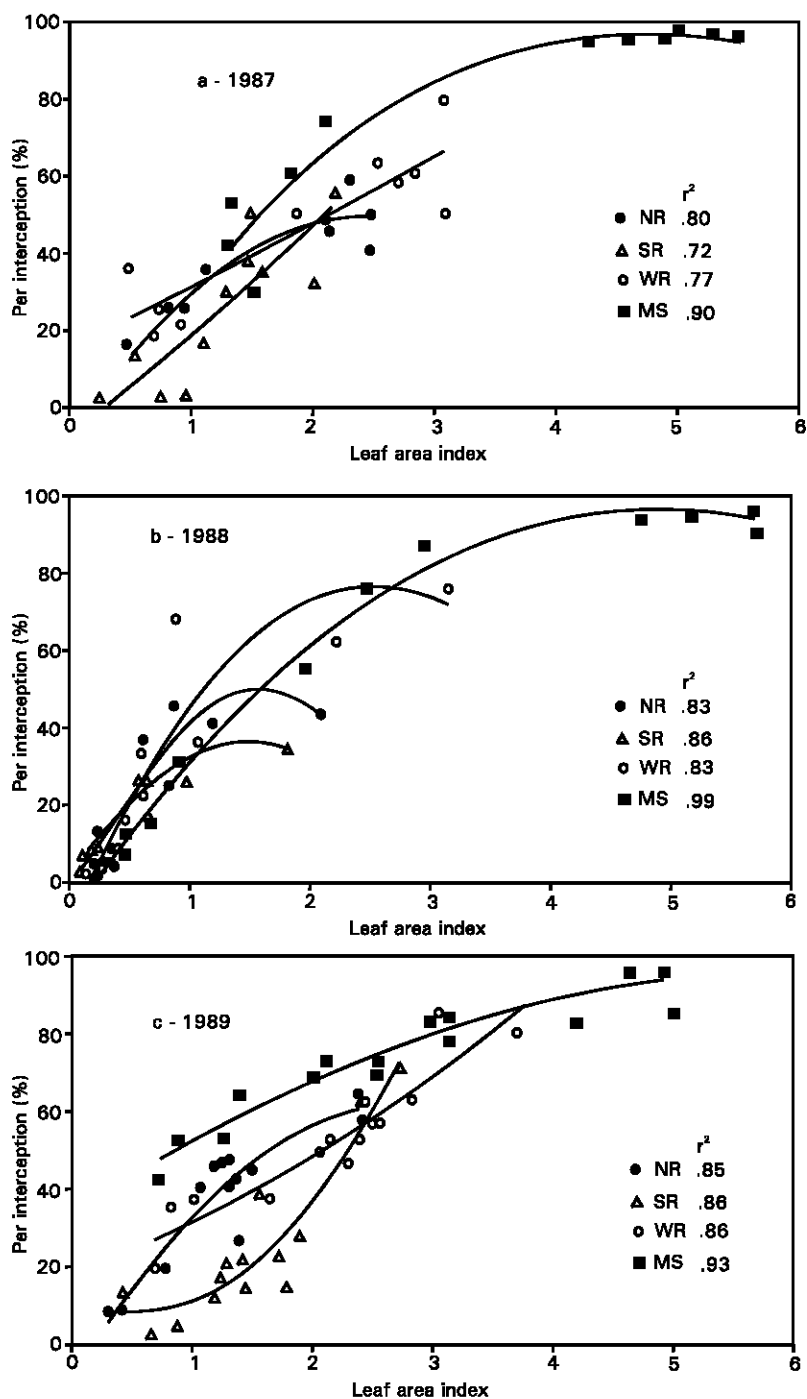 100
80
60
40
20
0
Par interception (%)
a - 1987
r²
NR .80
SR .72
WR .77
MS .90
0 1 2 3 4 5 6
Leaf area index
100
80
60
40
20
0
Par interception (%)
b - 1988
r²
NR .83
SR .86
WR .83
MS .99
0 1 2 3 4 5 6
Leaf area index
100
80
60
40
20
0
Par interception (%)
c - 1989
r²
NR .85
SR .86
WR .86
MS .93
0 1 2 3 4 5 6
Leaf area index